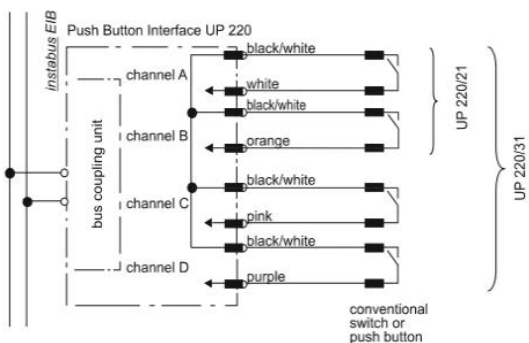 instabus EIB
Push Button Interface UP 220
bus coupling unit
channel A
black/white
white
channel B
black/white
orange
channel C
black/white
pink
channel D
black/white
purple
UP 220/21
UP 220/31
conventional
switch or
push button